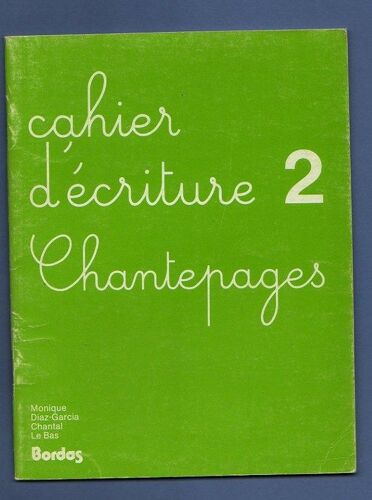 cahier
d'écriture 2
Chantepages
Monique
Diaz-Garcia
Chantal
Le Bas
Bordas